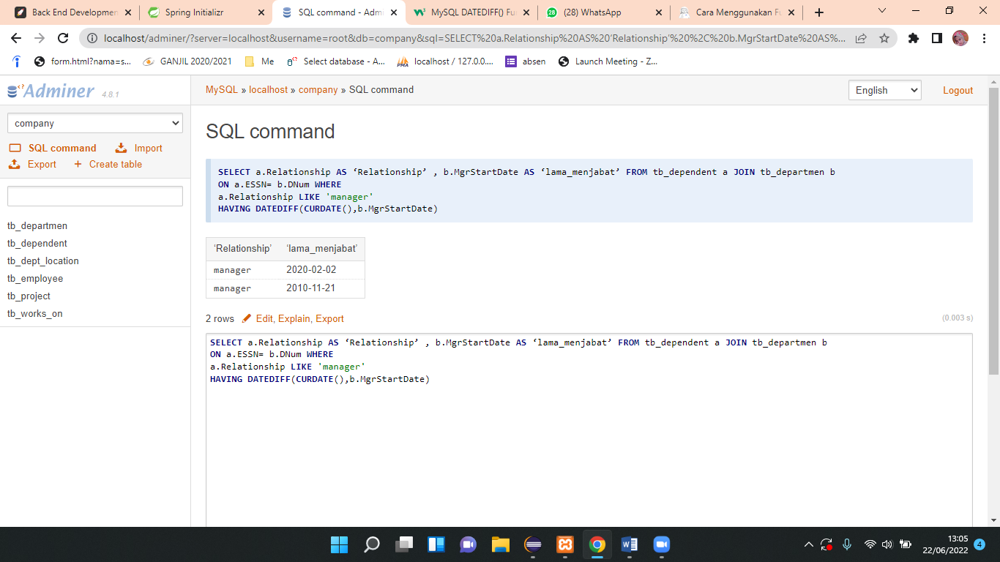 Back End Developmen
Spring Initializr
SQL command - Admi
MySQL DATEDIFF() Fu
(28) WhatsApp
Cara Menggunakan Fu
localhost/adminer/?server=localhost&username=root&db=company&sql=SELECT%20a.Relationship%20AS%20‘Relationship’%20%2C%20b.MgrStartDate%20AS%...
form.html?nama=s...
GANJIL 2020/2021
Me
Select database - A...
localhost / 127.0.0....
absen
Launch Meeting - Z...
Adminer 4.8.1
MySQL » localhost » company » SQL command
English
Logout
company
SQL command
Import
Export
+ Create table
tb_departmen
tb_dependent
tb_dept_location
tb_employee
tb_project
tb_works_on
SQL command
SELECT a.Relationship AS ‘Relationship’ , b.MgrStartDate AS ‘lama_menjabat’ FROM tb_dependent a JOIN tb_departmen b
ON a.ESSN= b.DNum WHERE
a.Relationship LIKE 'manager'
HAVING DATEDIFF(CURDATE(),b.MgrStartDate)
‘Relationship’ ‘lama_menjabat’
manager 2020-02-02
manager 2010-11-21
2 rows Edit, Explain, Export
(0.003 s)
SELECT a.Relationship AS ‘Relationship’ , b.MgrStartDate AS ‘lama_menjabat’ FROM tb_dependent a JOIN tb_departmen b
ON a.ESSN= b.DNum WHERE
a.Relationship LIKE 'manager'
HAVING DATEDIFF(CURDATE(),b.MgrStartDate)
13:05
22/06/2022
4